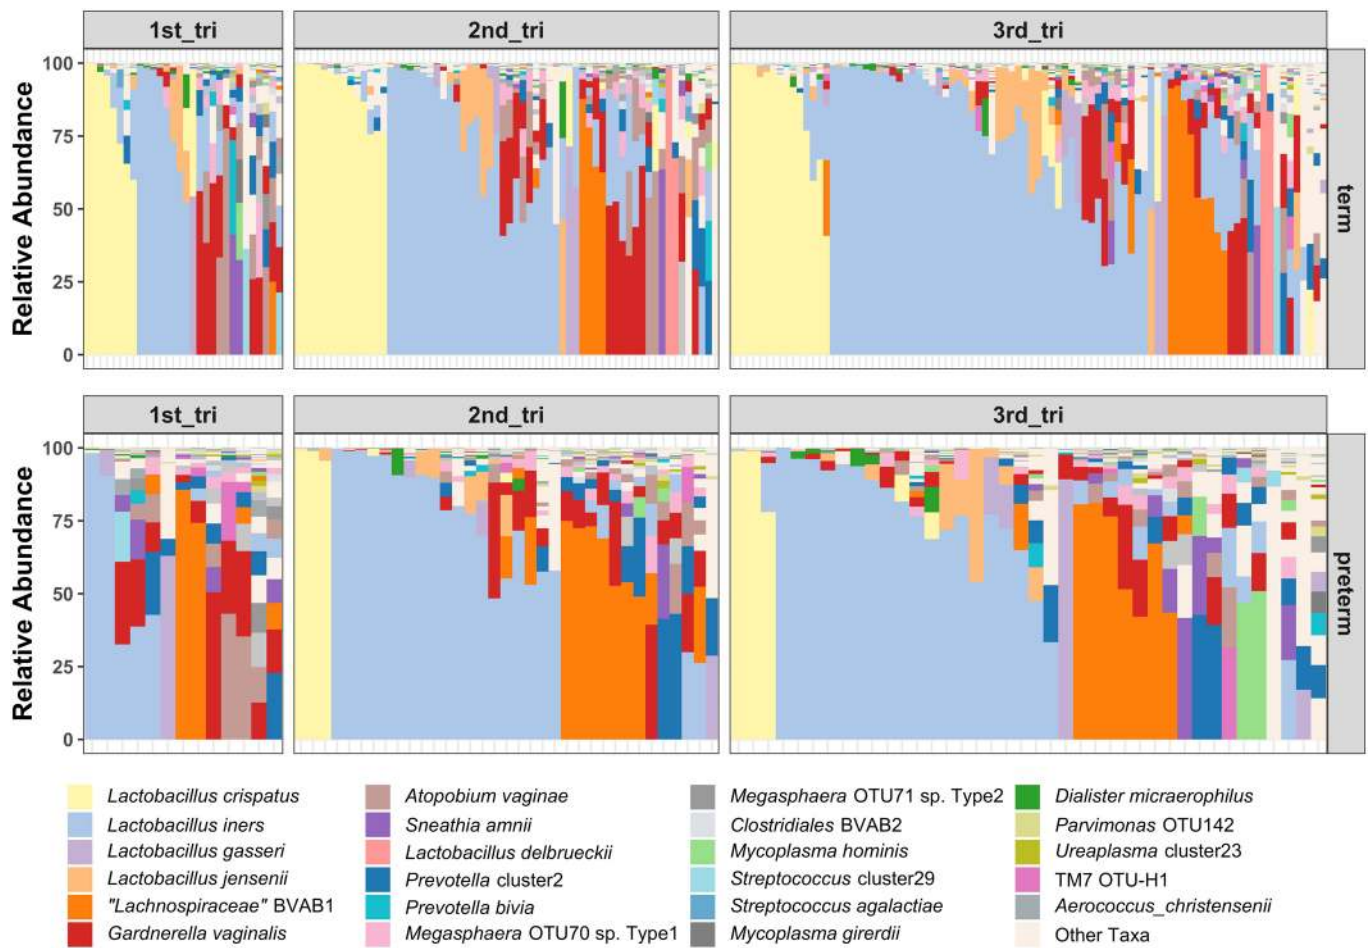 1st_tri 2nd_tri 3rd_tri
Relative Abundance
100
75
50
25
0
term
1st_tri 2nd_tri 3rd_tri
Relative Abundance
100
75
50
25
0
preterm
Lactobacillus crispatus
Lactobacillus iners
Lactobacillus gasseri
Lactobacillus jensenii
"Lachnospiraceae" BVAB1
Gardnerella vaginalis
Atopobium vaginae
Sneathia amnii
Lactobacillus delbrueckii
Prevotella cluster2
Prevotella bivia
Megasphaera OTU70 sp. Type1
Megasphaera OTU71 sp. Type2
Clostridiales BVAB2
Mycoplasma hominis
Streptococcus cluster29
Streptococcus agalactiae
Mycoplasma girerdii
Dialister micraerophilus
Parvimonas OTU142
Ureaplasma cluster23
TM7 OTU-H1
Aerococcus_christensenii
Other Taxa